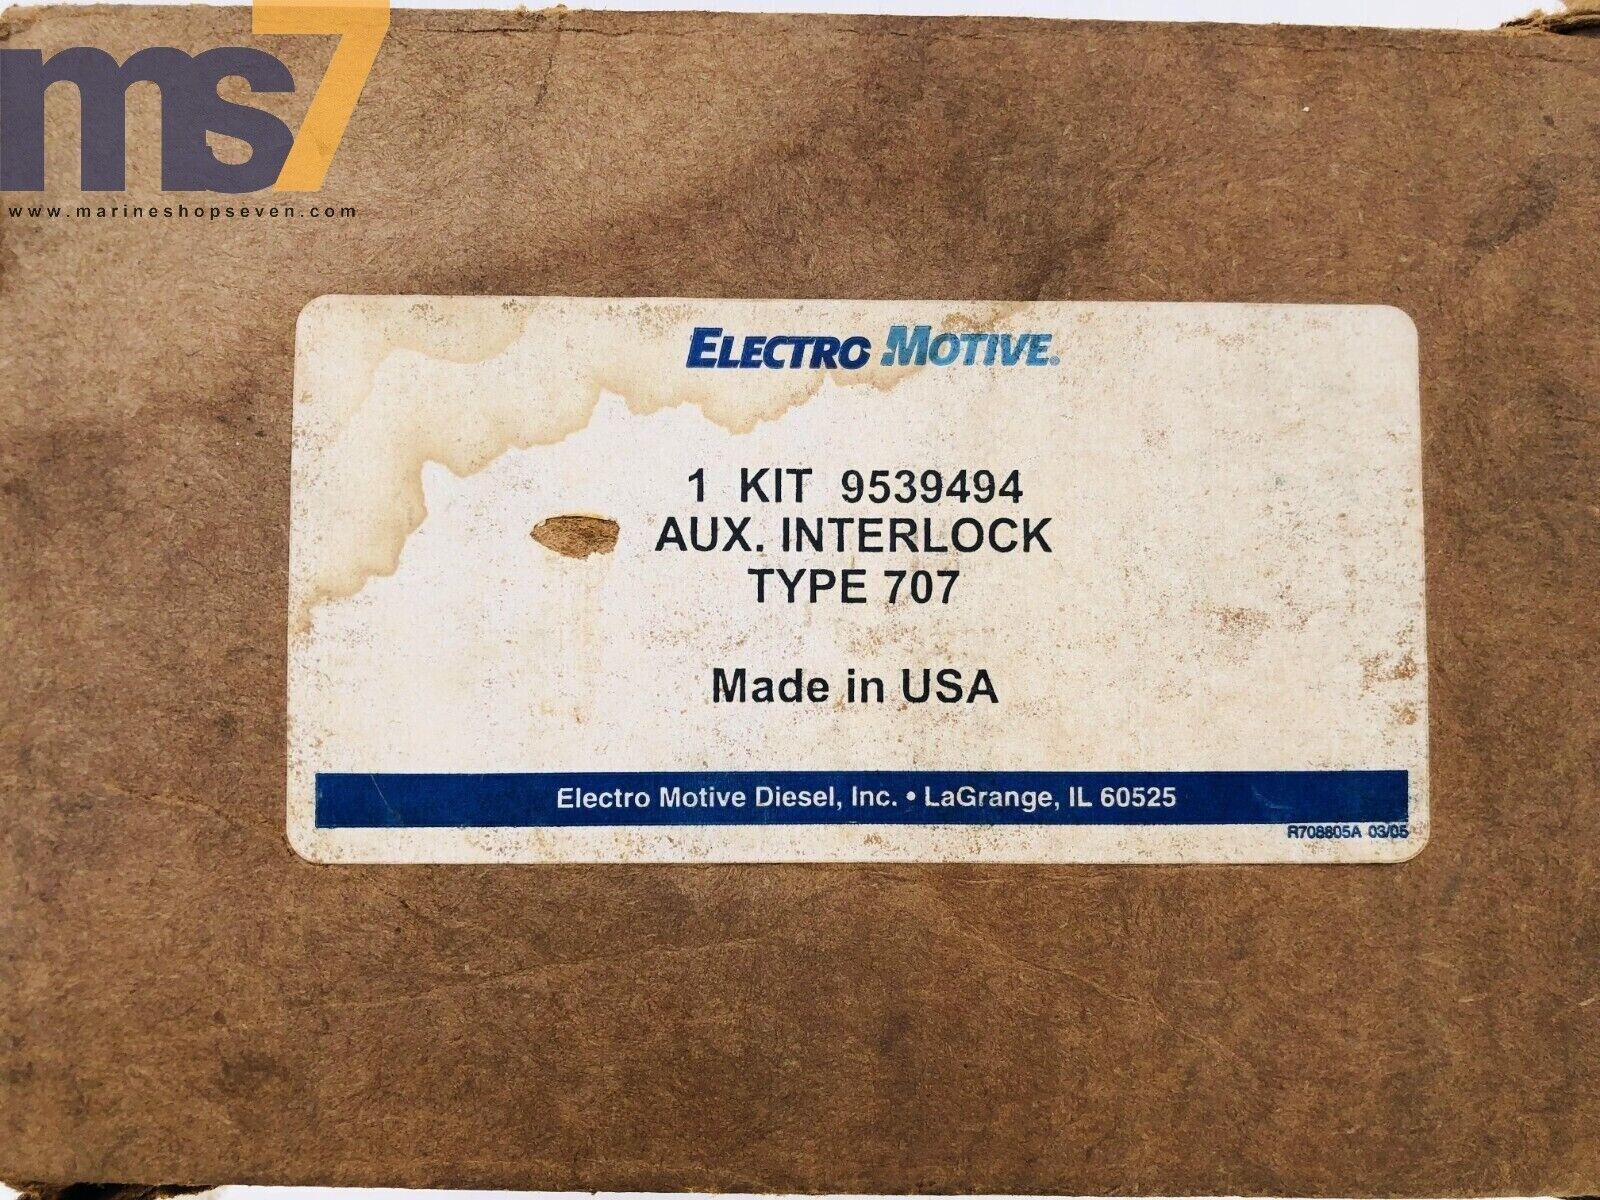 ms7
www.marineshopseven.com
ELECTRO MOTIVE®
1 KIT 9539494
AUX. INTERLOCK
TYPE 707
Made in USA
Electro Motive Diesel, Inc. • LaGrange, IL 60525
R708805A 03/05